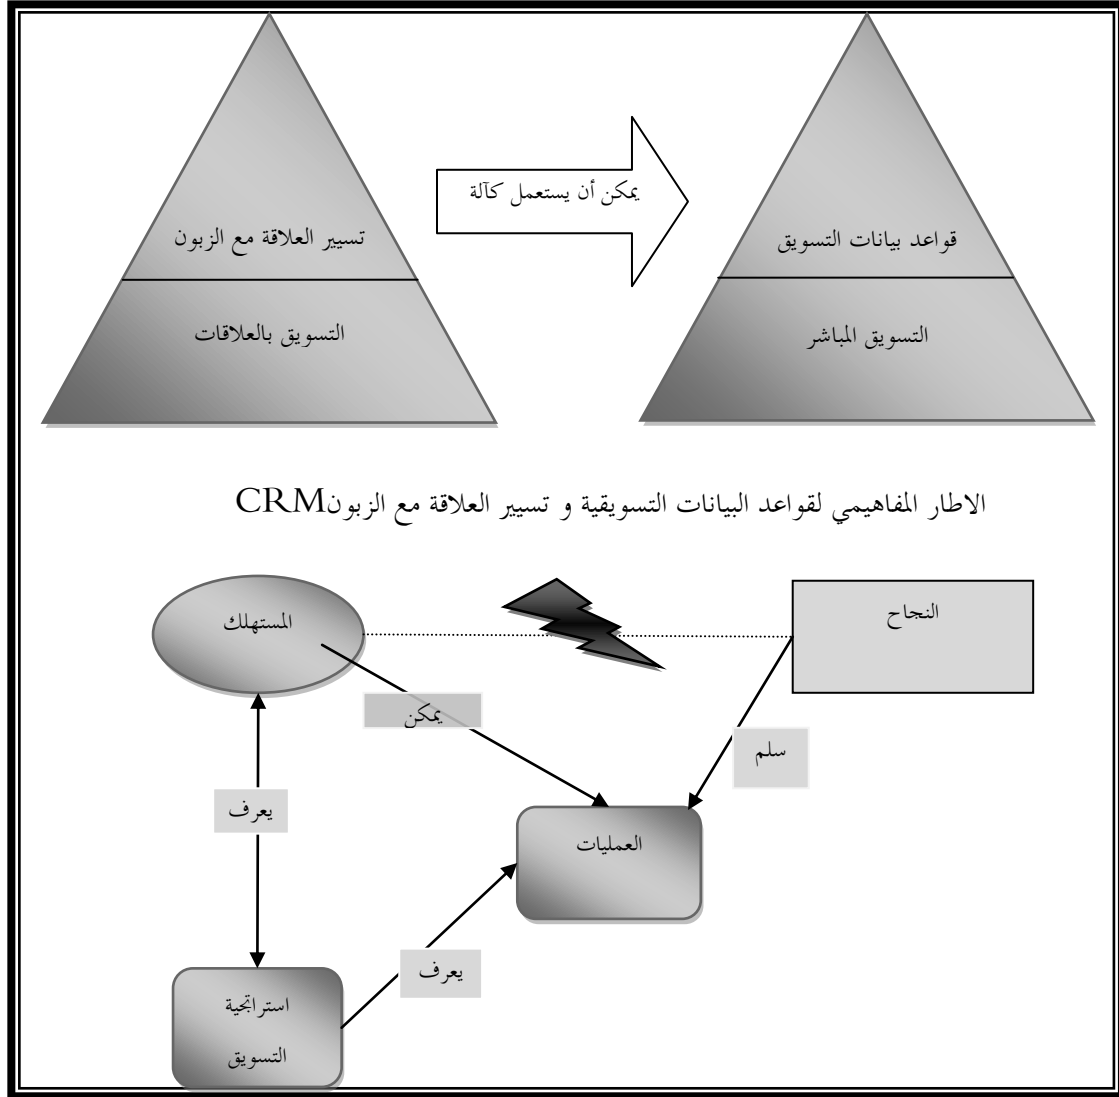 تسيير العلاقة مع الزبون
التسويق بالعلاقات
يمكن أن يستعمل كآلة
قواعد بيانات التسويق
التسويق المباشر
الاطار المفاهيمي لقواعد البيانات التسويقية و تسيير العلاقة مع الزبونCRM
المستهلك
النجاح
يمكن
سلم
يعرف
العمليات
يعرف
استراتجية
التسويق